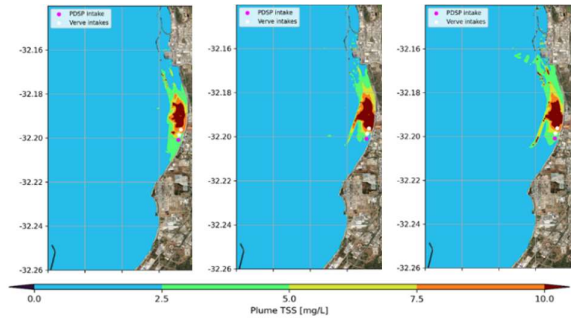 PDSP Intake
Verve intakes
PDSP Intake
Verve intakes
PDSP Intake
Verve intakes
-32.16
-32.18
-32.20
-32.22
-32.24
-32.26
-32.16
-32.18
-32.20
-32.22
-32.24
-32.26
-32.16
-32.18
-32.20
-32.22
-32.24
-32.26
0.0 2.5 5.0 7.5 10.0
Plume TSS [mg/L]